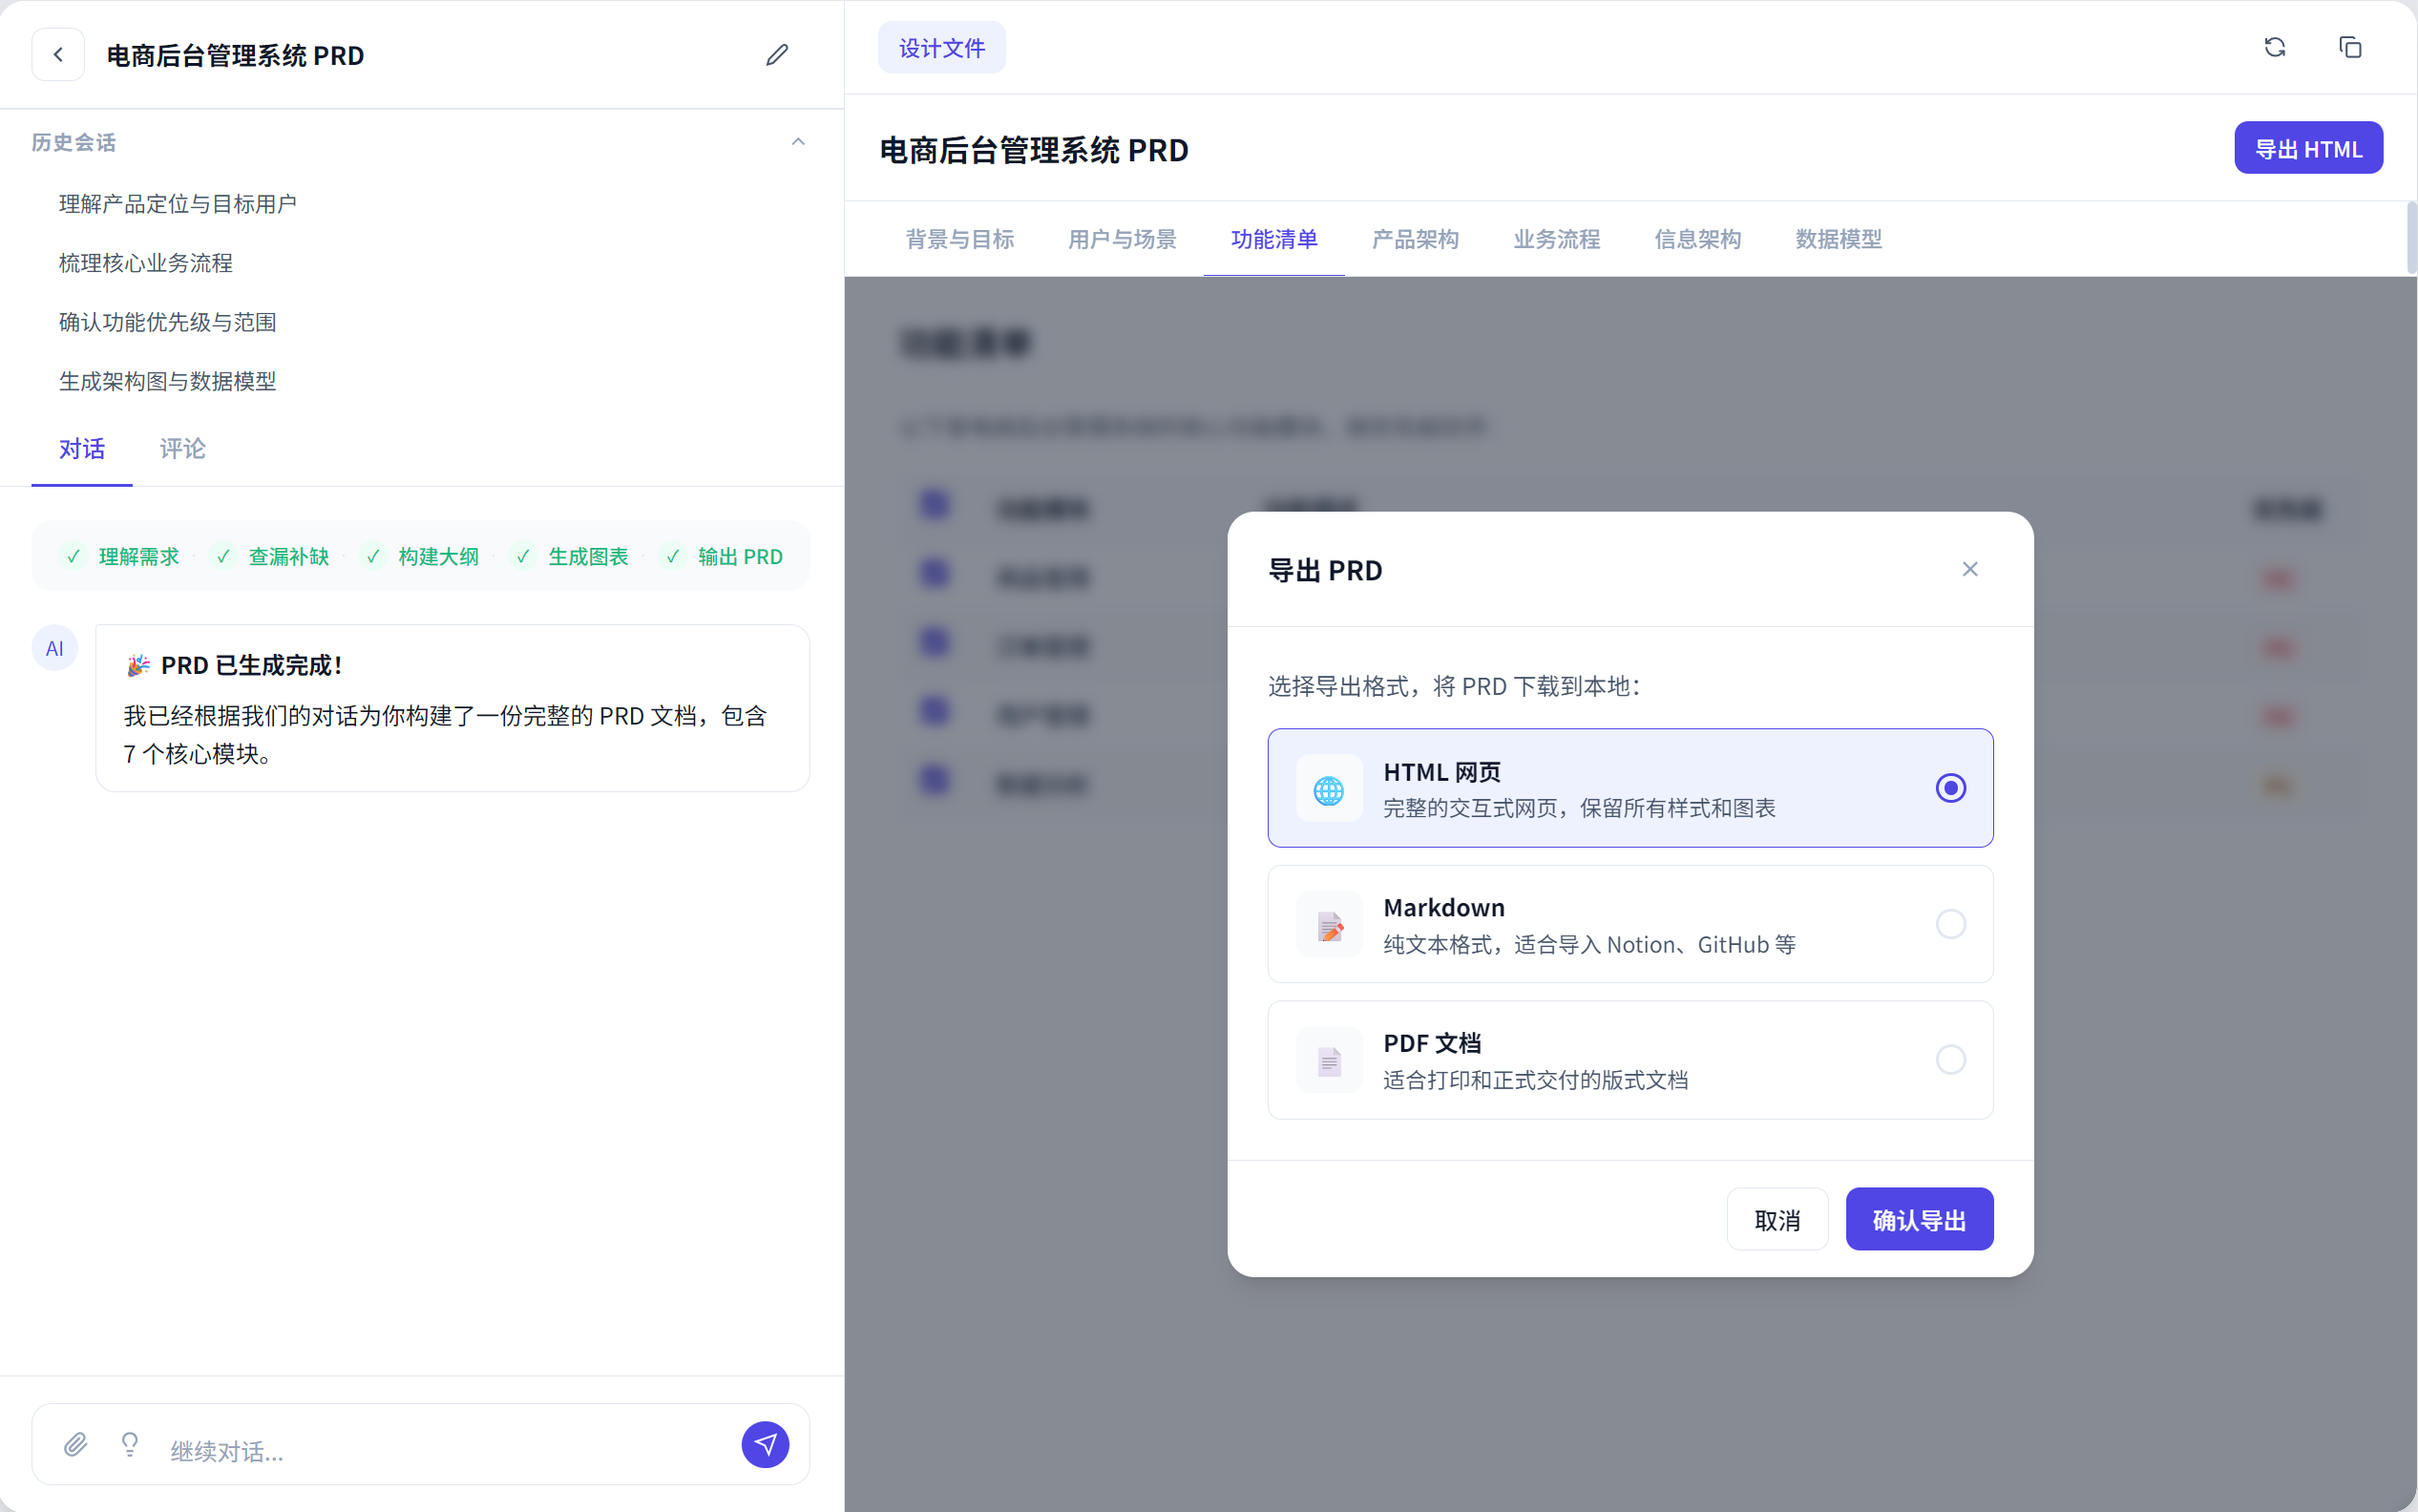 电商后台管理系统 PRD
历史会话
理解产品定位与目标用户
梳理核心业务流程
确认功能优先级与范围
生成架构图与数据模型
对话 评论
✓ 理解需求 · ✓ 查漏补缺 · ✓ 构建大纲 · ✓ 生成图表 · ✓ 输出 PRD
AI
🎉 PRD 已生成完成！
我已经根据我们的对话为你构建了一份完整的 PRD 文档，包含
7 个核心模块。
继续对话...
设计文件
电商后台管理系统 PRD
导出 HTML
背景与目标 用户与场景 功能清单 产品架构 业务流程 信息架构 数据模型
功能清单
导出 PRD
选择导出格式，将 PRD 下载到本地：
HTML 网页
完整的交互式网页，保留所有样式和图表
Markdown
纯文本格式，适合导入 Notion、GitHub 等
PDF 文档
适合打印和正式交付的版式文档
取消 确认导出